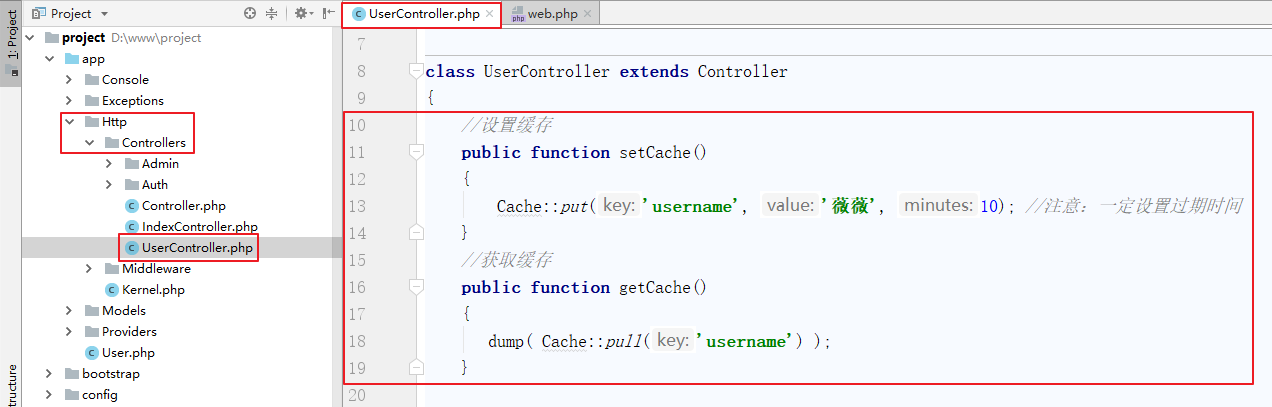 1: Project
Project
project D:\www\project
app
Console
Exceptions
Http
Controllers
Admin
Auth
Controller.php
IndexController.php
UserController.php
Middleware
Kernel.php
Models
Providers
User.php
bootstrap
config
ructure
UserController.php
web.php
7
8 class UserController extends Controller
9 {
10 //设置缓存
11 public function setCache()
12 {
13 Cache::put( key: 'username', value: '薇薇', minutes: 10); //注意：一定设置过期时间
14 }
15 //获取缓存
16 public function getCache()
17 {
18 dump( Cache::pull( key: 'username') );
19 }
20